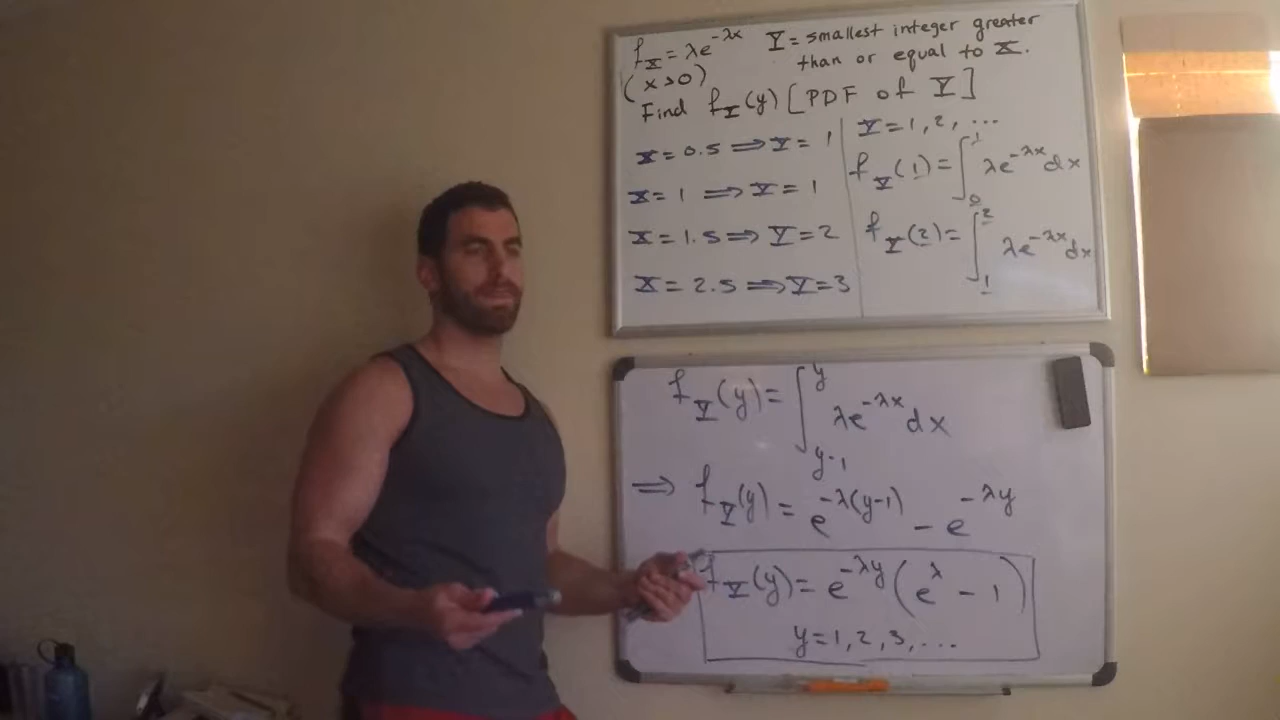 f_X = λe^{-λx}   Y = smallest integer greater
(x>0)   than or equal to X.
Find f_Y(y) [PDF of Y]
X = 0.5 ⟹ Y = 1
X = 1 ⟹ Y = 1
X = 1.5 ⟹ Y = 2
X = 2.5 ⟹ Y = 3
Y = 1, 2, ...
f_Y(1) = ∫_0^1 λe^{-λx}dx
f_Y(2) = ∫_1^2 λe^{-λx}dx
f_Y(y) = ∫_{y-1}^y λe^{-λx}dx
⟹ f_Y(y) = e^{-λ(y-1)} - e^{-λy}
f_Y(y) = e^{-λy}(e^λ - 1)
y = 1, 2, 3, ...